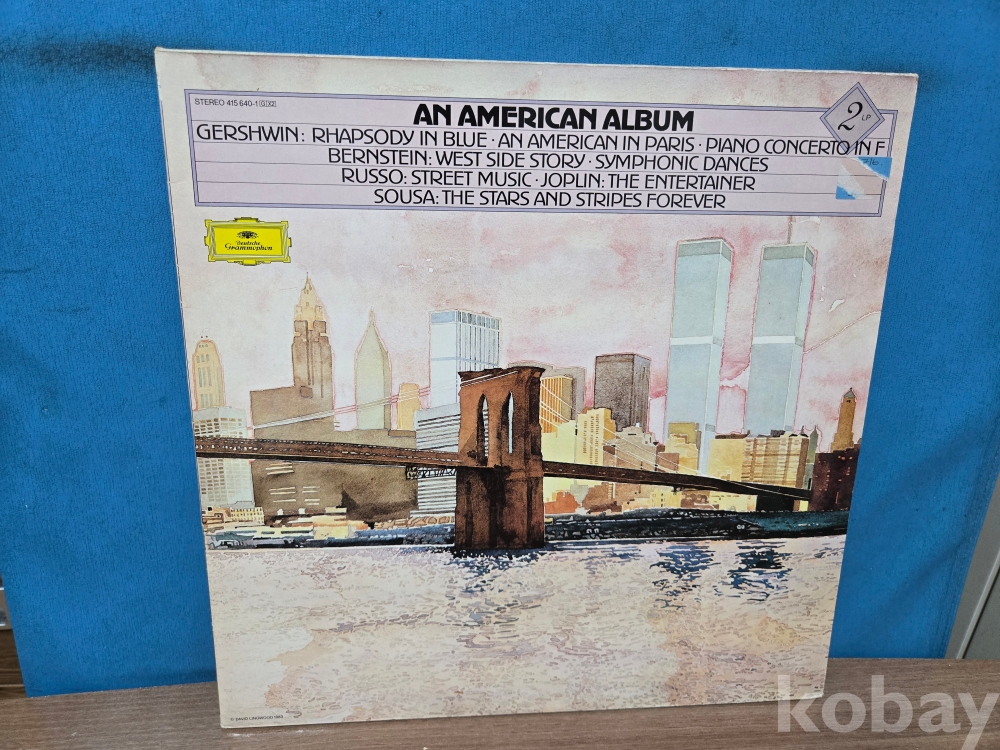 STEREO 415 640-1 GX2
AN AMERICAN ALBUM
2 LP
GERSHWIN: RHAPSODY IN BLUE · AN AMERICAN IN PARIS · PIANO CONCERTO IN F
BERNSTEIN: WEST SIDE STORY · SYMPHONIC DANCES
RUSSO: STREET MUSIC · JOPLIN: THE ENTERTAINER
SOUSA: THE STARS AND STRIPES FOREVER
Deutsche
Grammophon
kobay